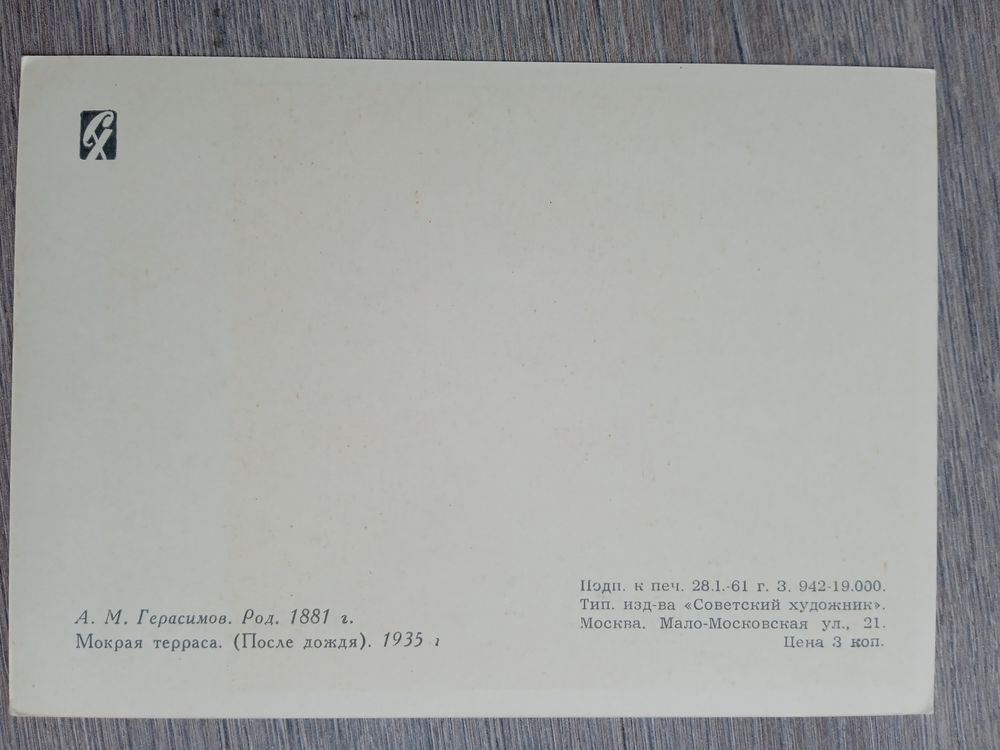 СХ
А. М. Герасимов. Род. 1881 г.
Мокрая терраса. (После дождя). 1935 г
Подп. к печ. 28.1.-61 г. З. 942-19.000.
Тип. изд-ва «Советский художник».
Москва. Мало-Московская ул., 21.
Цена 3 коп.